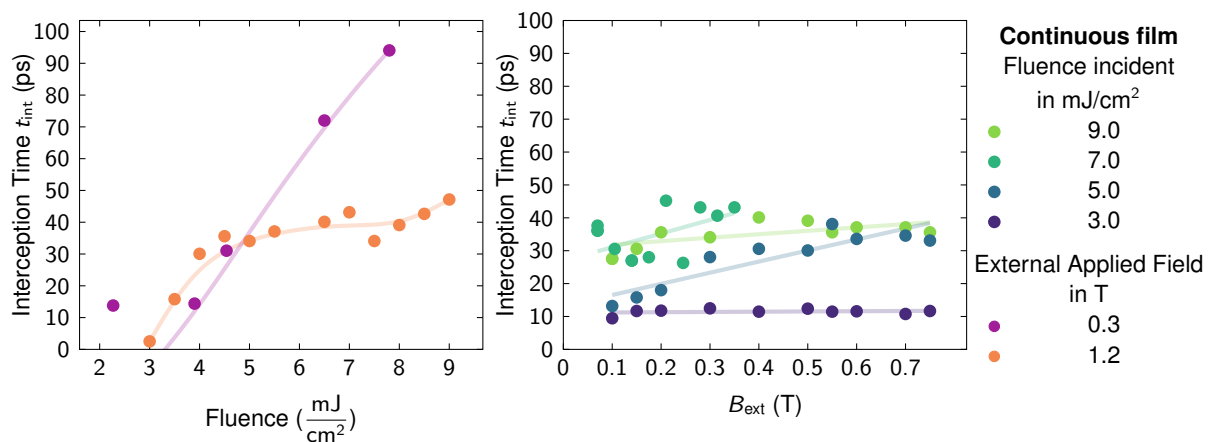 Interception Time t_int (ps)
100
90
80
70
60
50
40
30
20
10
0
2 3 4 5 6 7 8 9
Fluence (mJ/cm²)
Interception Time t_int (ps)
100
90
80
70
60
50
40
30
20
10
0
0 0.1 0.2 0.3 0.4 0.5 0.6 0.7
B_ext (T)
Continuous film
Fluence incident
in mJ/cm²
9.0
7.0
5.0
3.0
External Applied Field
in T
0.3
1.2